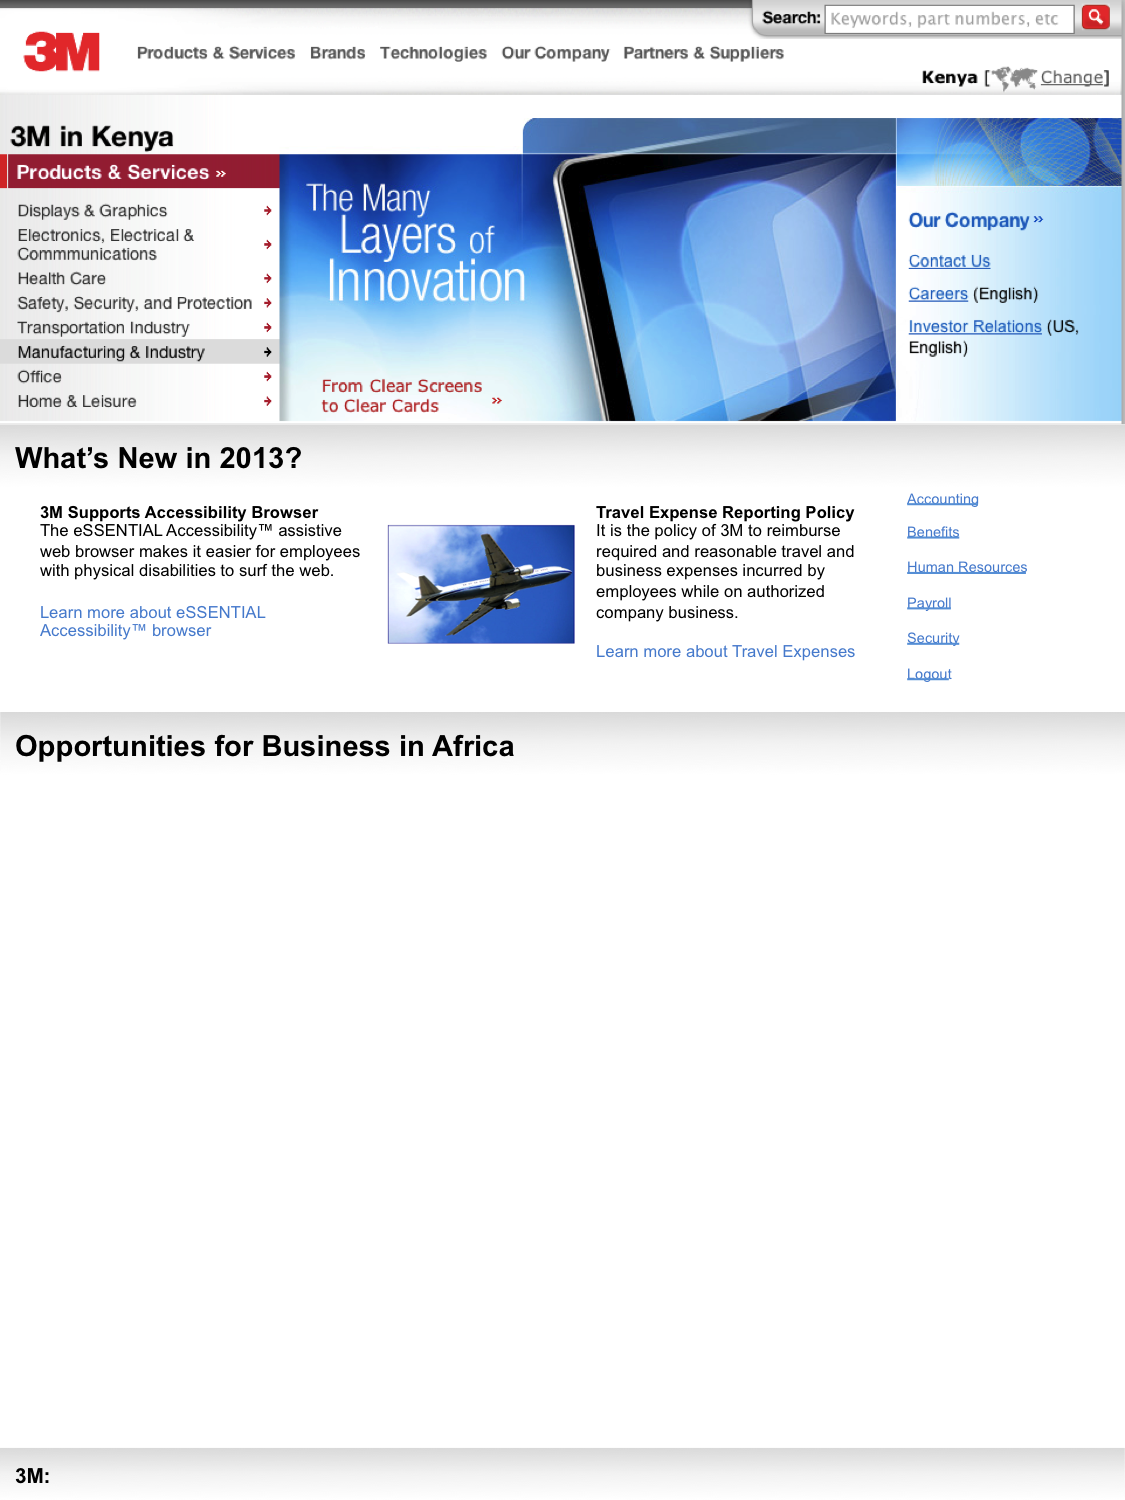 Search: Keywords, part numbers, etc
3M
Products & Services Brands Technologies Our Company Partners & Suppliers
Kenya [ Change]
3M in Kenya
Products & Services »
Displays & Graphics
Electronics, Electrical &
Commmunications
Health Care
Safety, Security, and Protection
Transportation Industry
Manufacturing & Industry
Office
Home & Leisure
The Many
Layers of
Innovation
From Clear Screens
to Clear Cards »
Our Company »
Contact Us
Careers (English)
Investor Relations (US,
English)
What’s New in 2013?
3M Supports Accessibility Browser
The eSSENTIAL Accessibility™ assistive
web browser makes it easier for employees
with physical disabilities to surf the web.
Learn more about eSSENTIAL
Accessibility™ browser
Travel Expense Reporting Policy
It is the policy of 3M to reimburse
required and reasonable travel and
business expenses incurred by
employees while on authorized
company business.
Learn more about Travel Expenses
Accounting
Benefits
Human Resources
Payroll
Security
Logout
Opportunities for Business in Africa
3M: